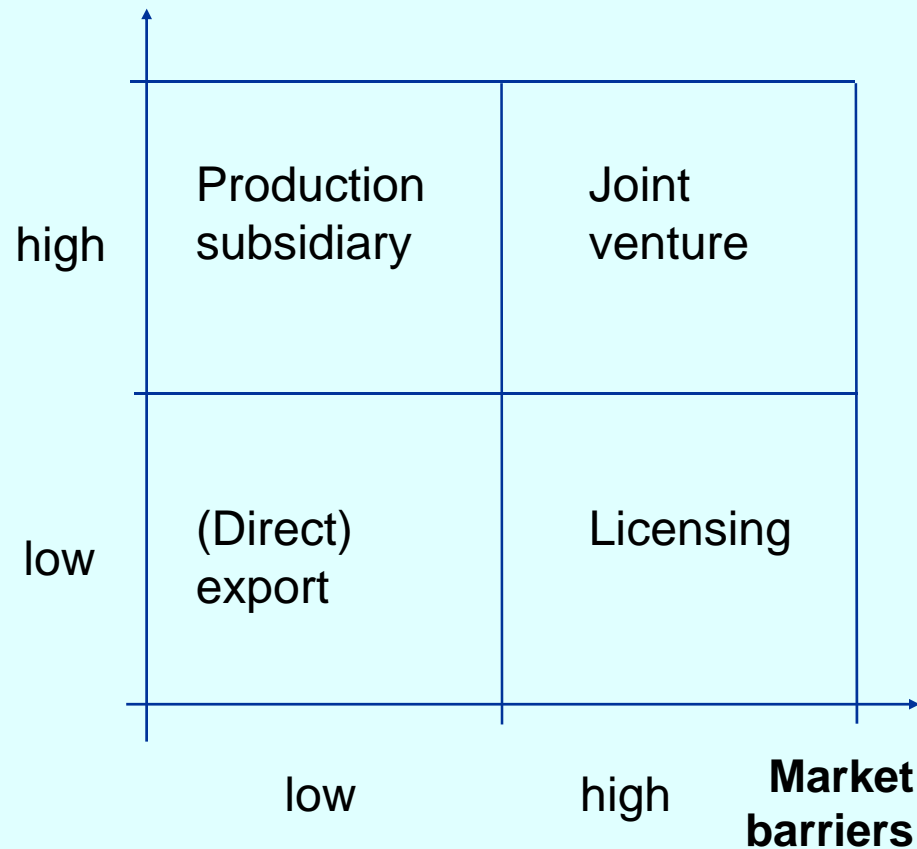 high
Production
subsidiary
Joint
venture
low
(Direct)
export
Licensing
low
high
Market
barriers